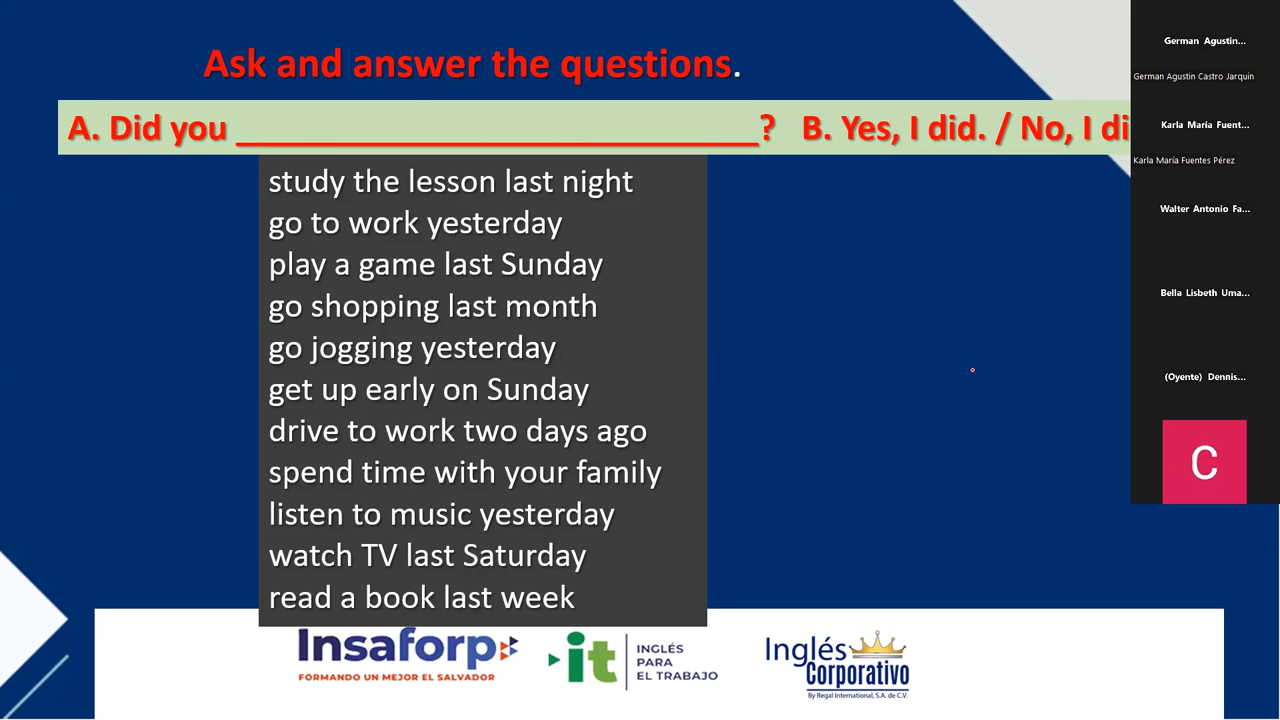 Ask and answer the questions.
A. Did you ______________________________? B. Yes, I did. / No, I di
study the lesson last night
go to work yesterday
play a game last Sunday
go shopping last month
go jogging yesterday
get up early on Sunday
drive to work two days ago
spend time with your family
listen to music yesterday
watch TV last Saturday
read a book last week
Insaforp
FORMANDO UN MEJOR EL SALVADOR
it
INGLÉS
PARA
EL TRABAJO
Inglés
Corporativo
By Regal International, S.A. de C.V.
German Agustin...
German Agustin Castro Jarquin
Karla María Fuent...
Karla María Fuentes Pérez
Walter Antonio Fa...
Bella Lisbeth Uma...
(Oyente) Dennis...
C